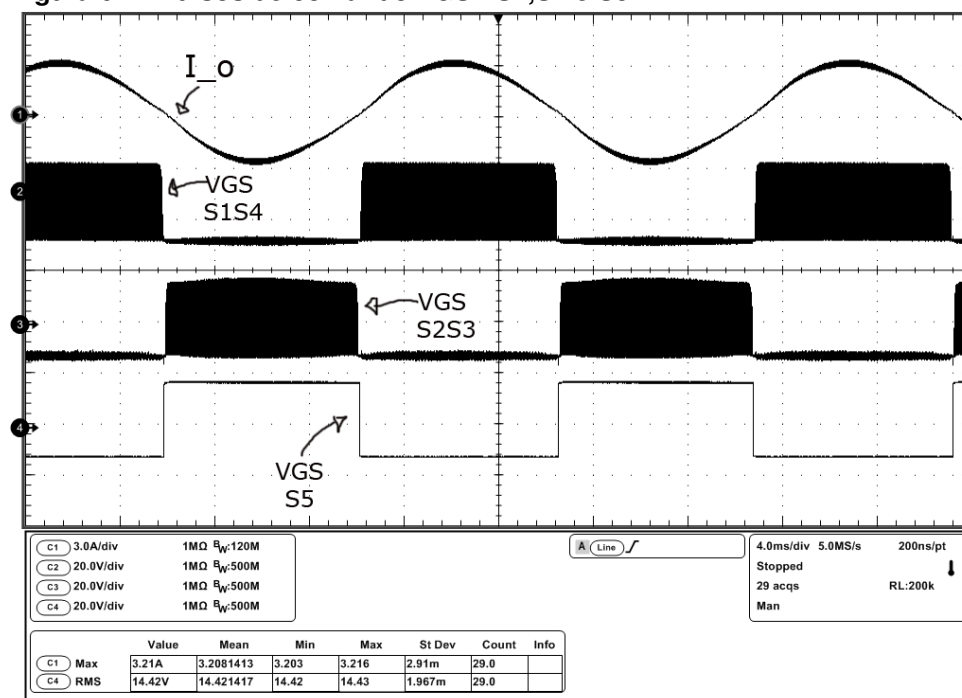 I_o
1
2
VGS
S1S4
VGS
S2S3
3
4
VGS
S5
C1 3.0A/div 1MΩ BW:120M
C2 20.0V/div 1MΩ BW:500M
C3 20.0V/div 1MΩ BW:500M
C4 20.0V/div 1MΩ BW:500M
A Line
4.0ms/div 5.0MS/s 200ns/pt
Stopped
29 acqs RL:200k
Man
Value Mean Min Max St Dev Count Info
C1 Max 3.21A 3.2081413 3.203 3.216 2.91m 29.0
C4 RMS 14.42V 14.421417 14.42 14.43 1.967m 29.0